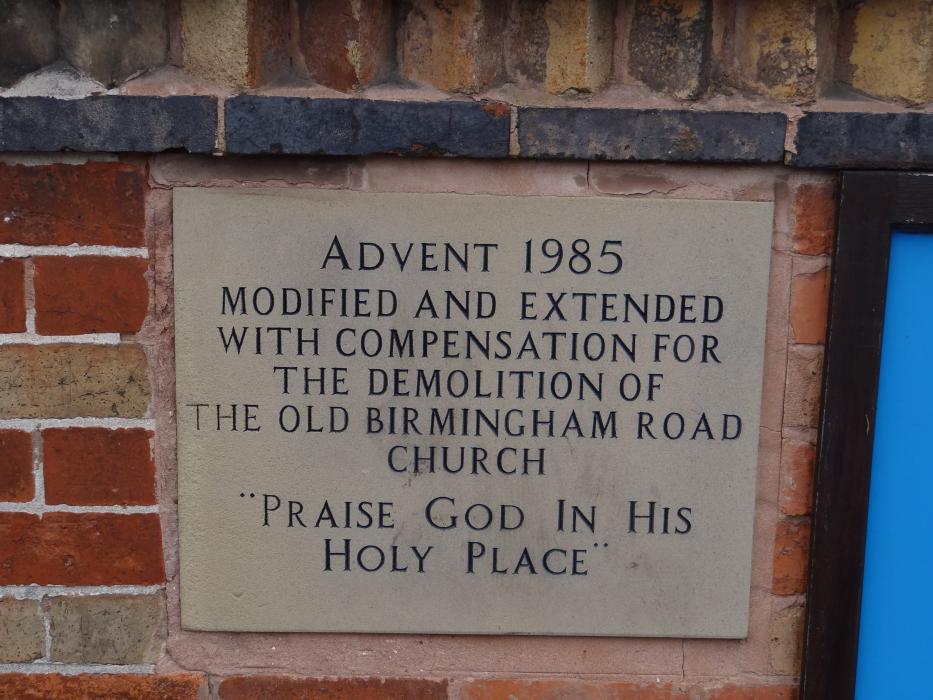 ADVENT 1985
MODIFIED AND EXTENDED
WITH COMPENSATION FOR
THE DEMOLITION OF
THE OLD BIRMINGHAM ROAD
CHURCH
"PRAISE GOD IN HIS
HOLY PLACE"